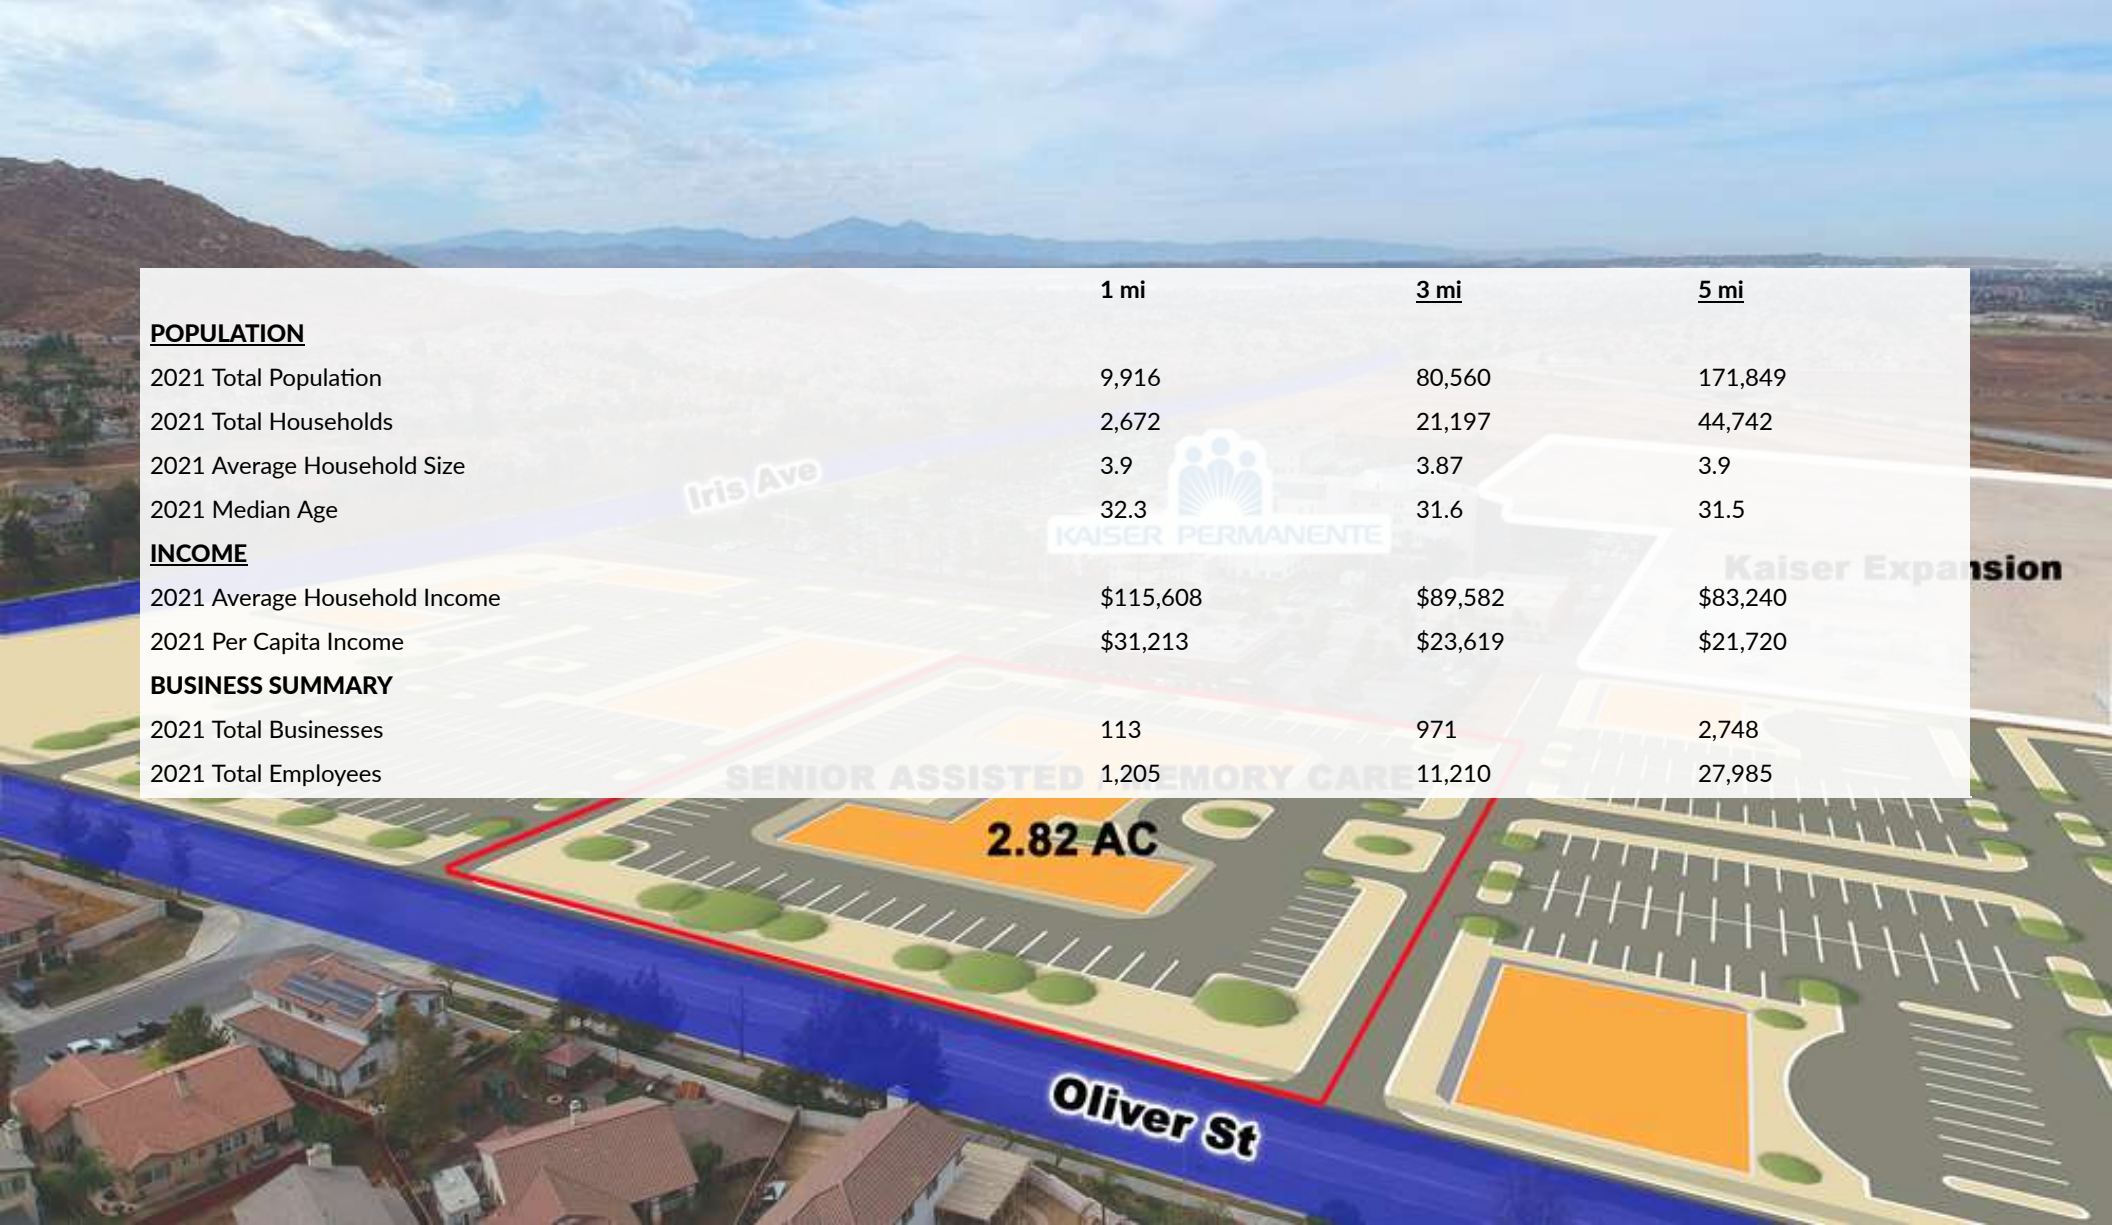 1 mi 3 mi 5 mi
POPULATION
2021 Total Population 9,916 80,560 171,849
2021 Total Households 2,672 21,197 44,742
2021 Average Household Size 3.9 3.87 3.9
Iris Ave
2021 Median Age 32.3 31.6 31.5
KAISER PERMANENTE
INCOME
Kaiser Expansion
2021 Average Household Income $115,608 $89,582 $83,240
2021 Per Capita Income $31,213 $23,619 $21,720
BUSINESS SUMMARY
2021 Total Businesses 113 971 2,748
2021 Total Employees 1,205 11,210 27,985
SENIOR ASSISTED / MEMORY CARE
2.82 AC
Oliver St